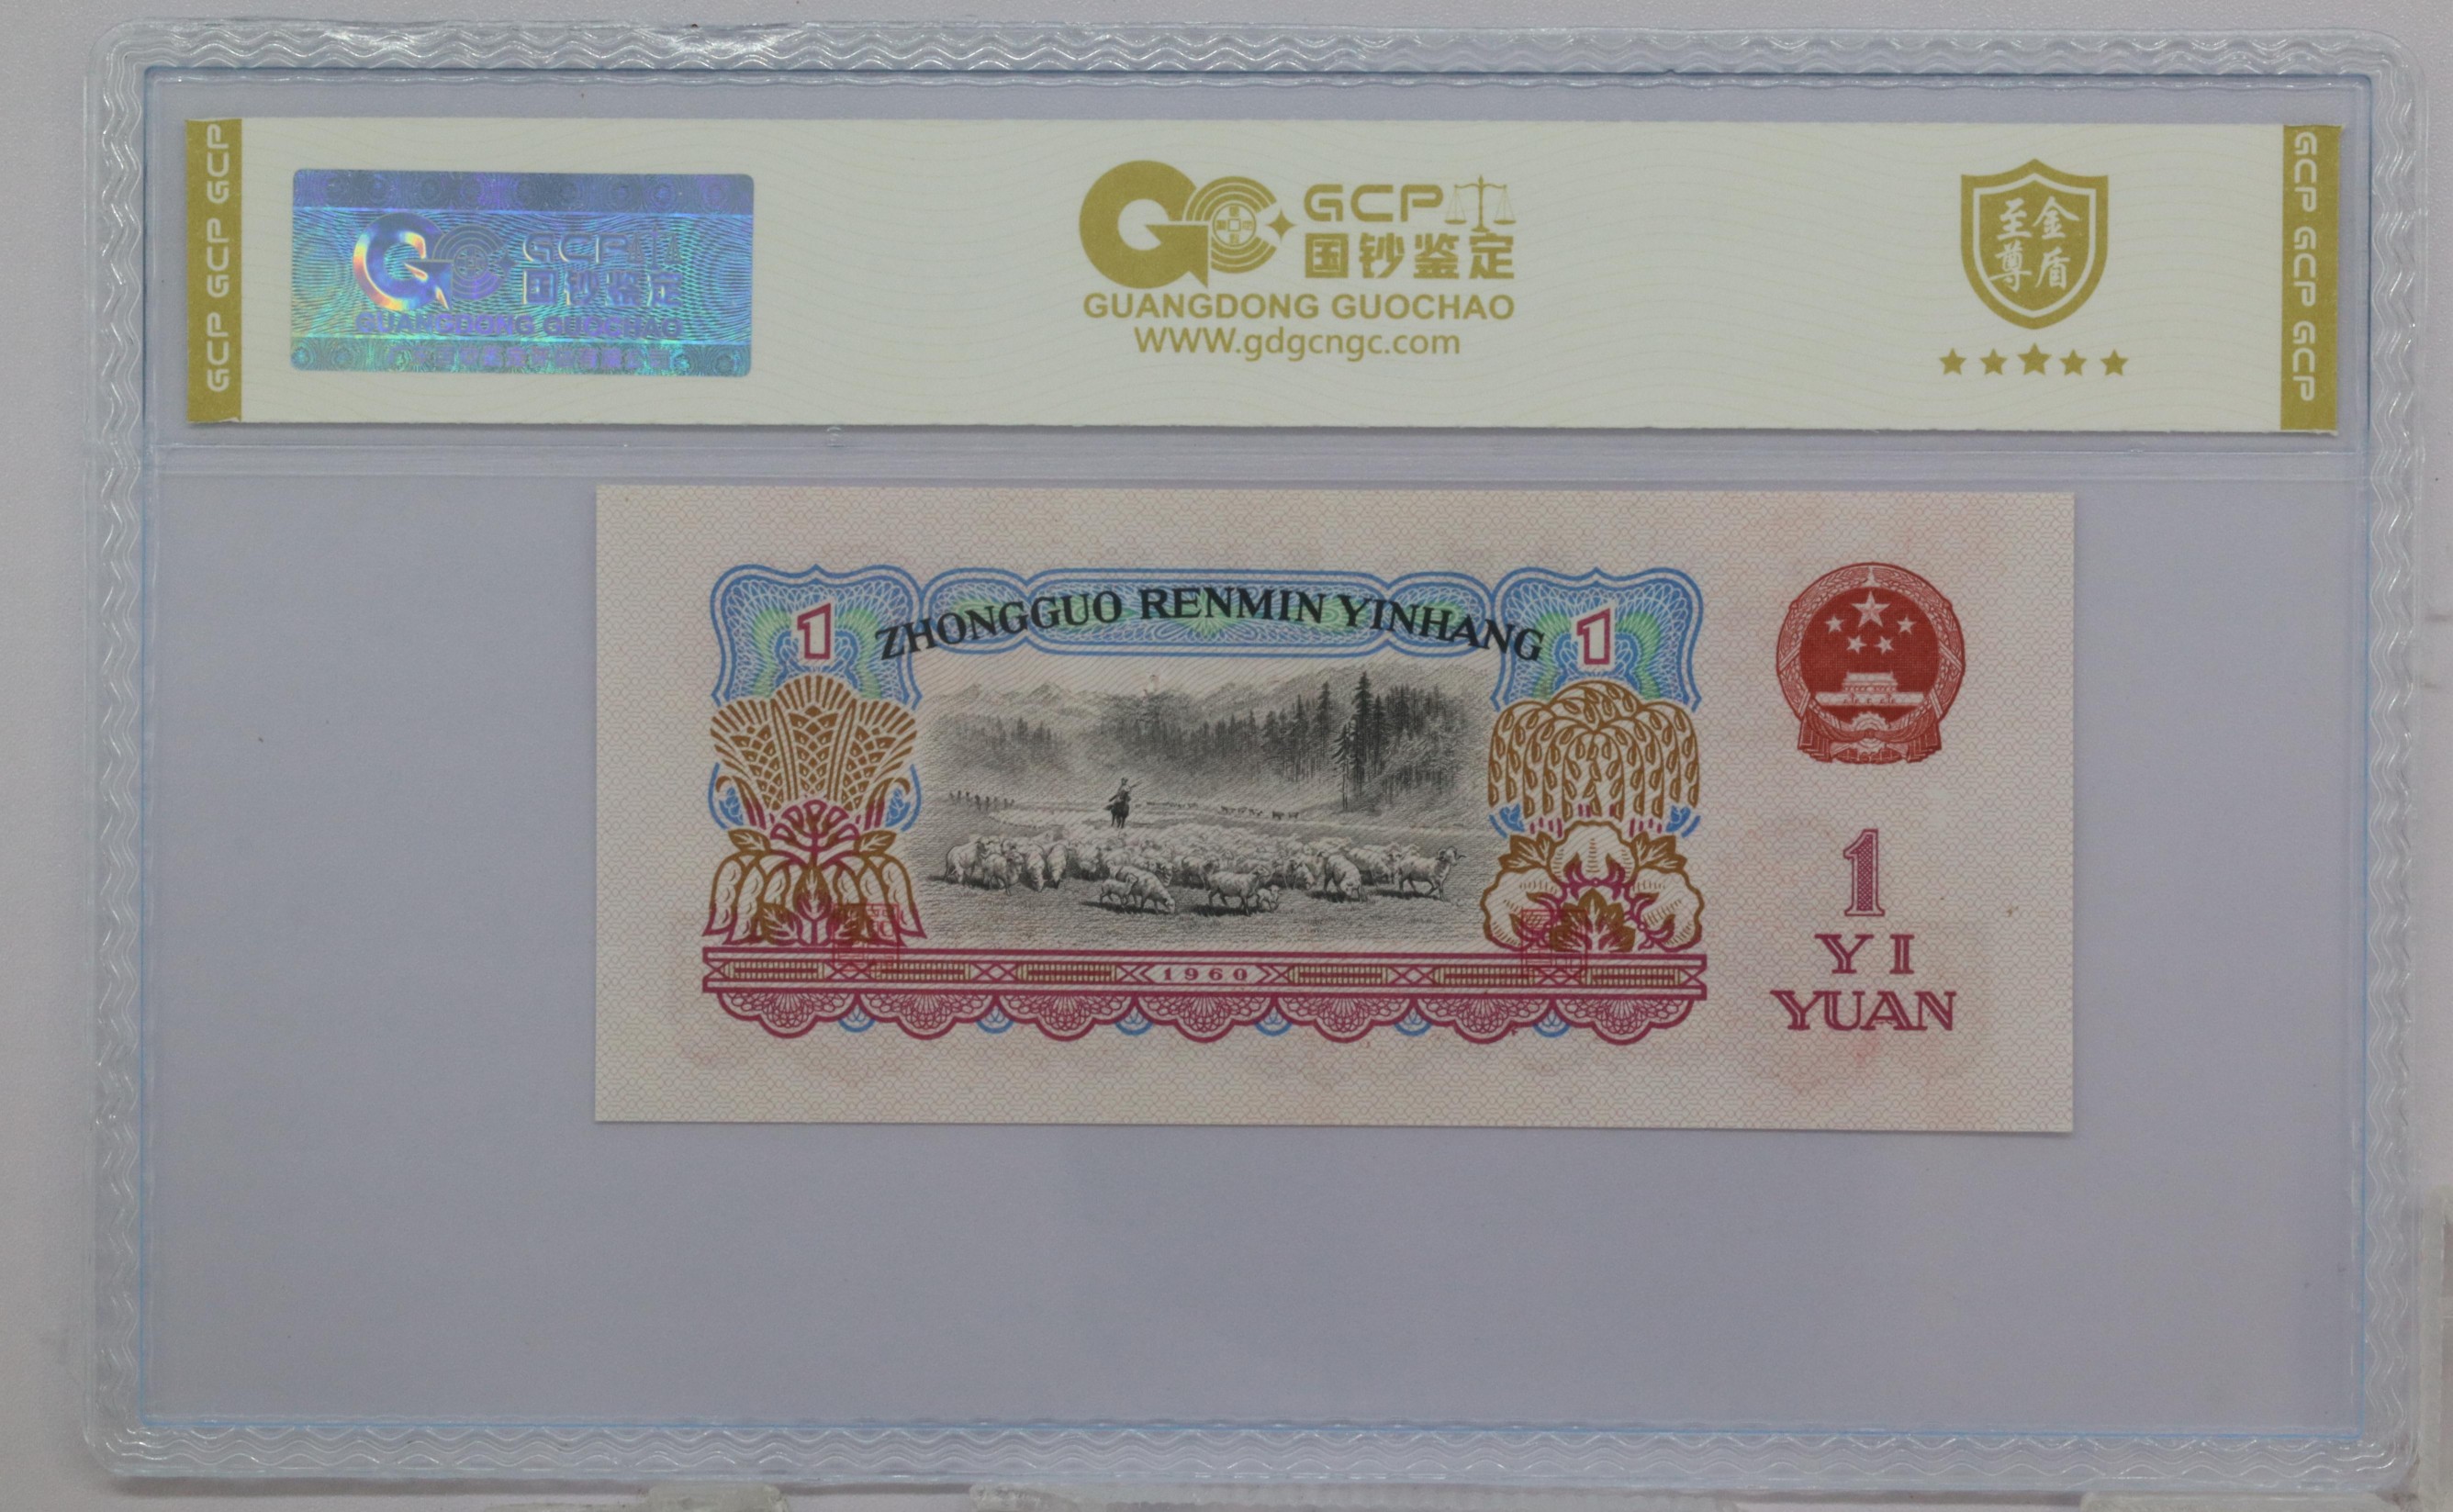 GCP GCP GCP
GCP
国钞鉴定
GUANGDONG GUOCHAO
GCP
国钞鉴定
GUANGDONG GUOCHAO
WWW.gdgcngc.com
至尊
金盾
GCP GCP GCP
1
ZHONGGUO RENMIN YINHANG
1
1960
1
YI
YUAN